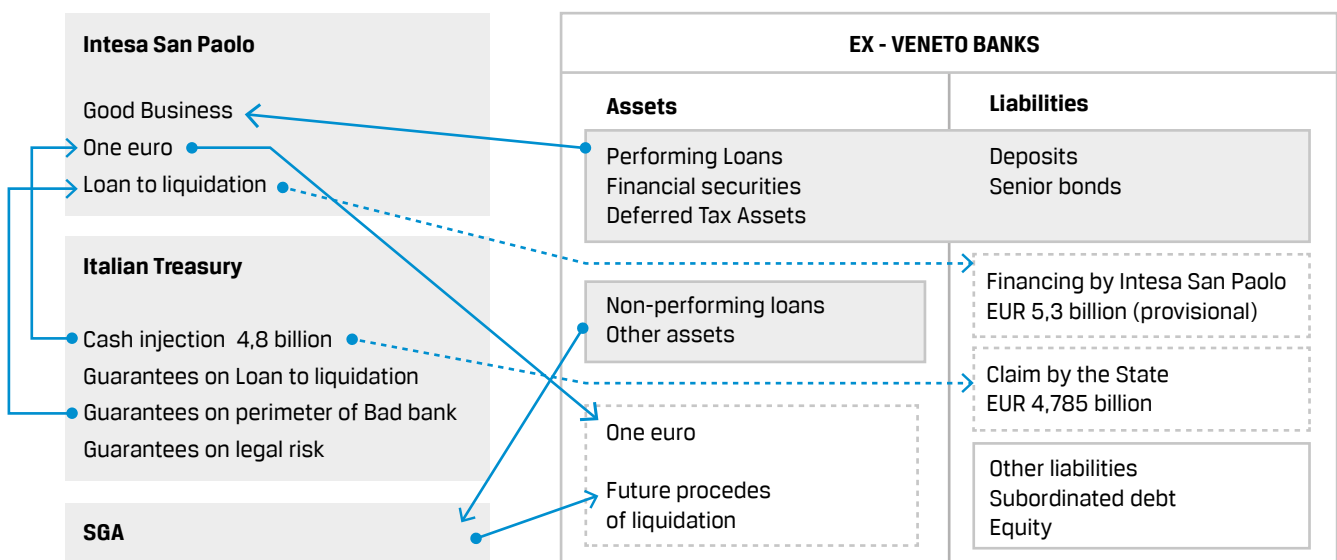 Intesa San Paolo
Good Business
One euro
Loan to liquidation
Italian Treasury
Cash injection 4,8 billion
Guarantees on Loan to liquidation
Guarantees on perimeter of Bad bank
Guarantees on legal risk
SGA
EX - VENETO BANKS
Assets
Performing Loans
Financial securities
Deferred Tax Assets
Non-performing loans
Other assets
One euro
Future procedes
of liquidation
Liabilities
Deposits
Senior bonds
Financing by Intesa San Paolo
EUR 5,3 billion (provisional)
Claim by the State
EUR 4,785 billion
Other liabilities
Subordinated debt
Equity